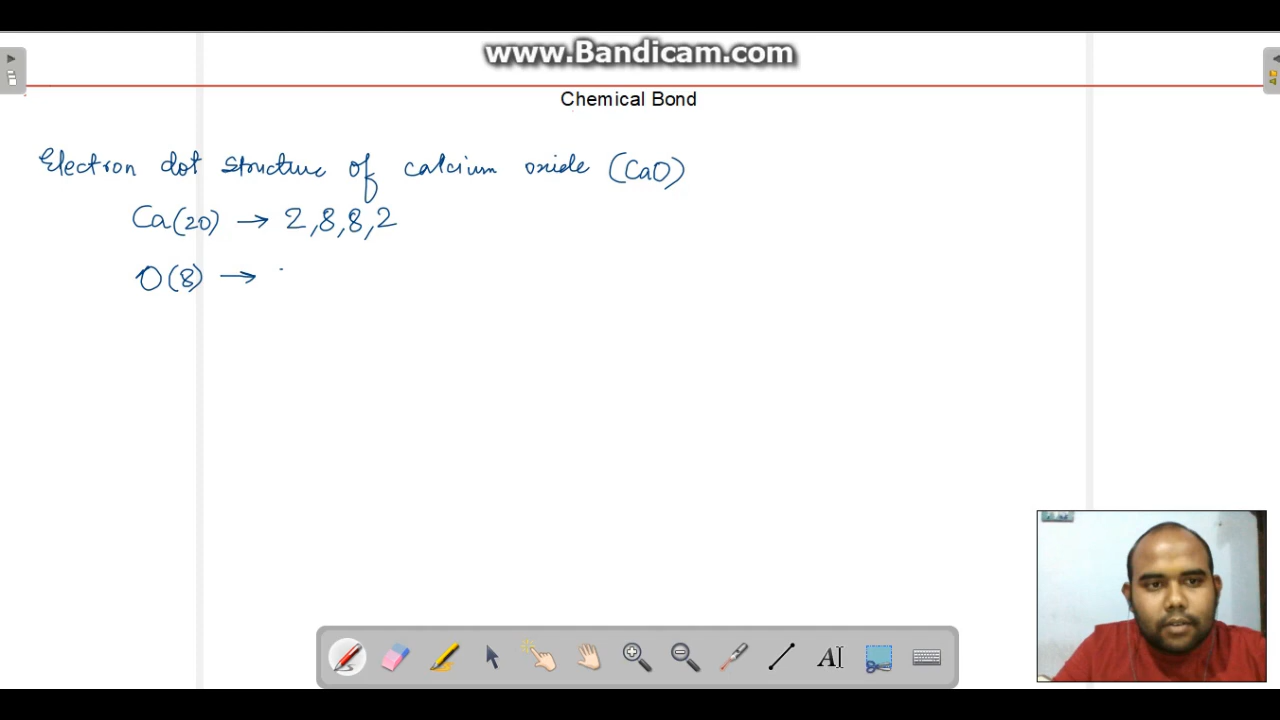 www.Bandicam.com
Chemical Bond
Electron dot structure of calcium oxide (CaO)
Ca(20) → 2,8,8,2
O(8) →